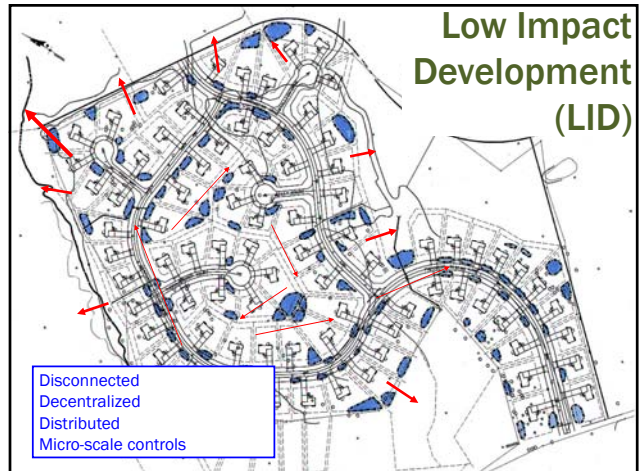 Low Impact
Development
(LID)
Disconnected
Decentralized
Distributed
Micro-scale controls